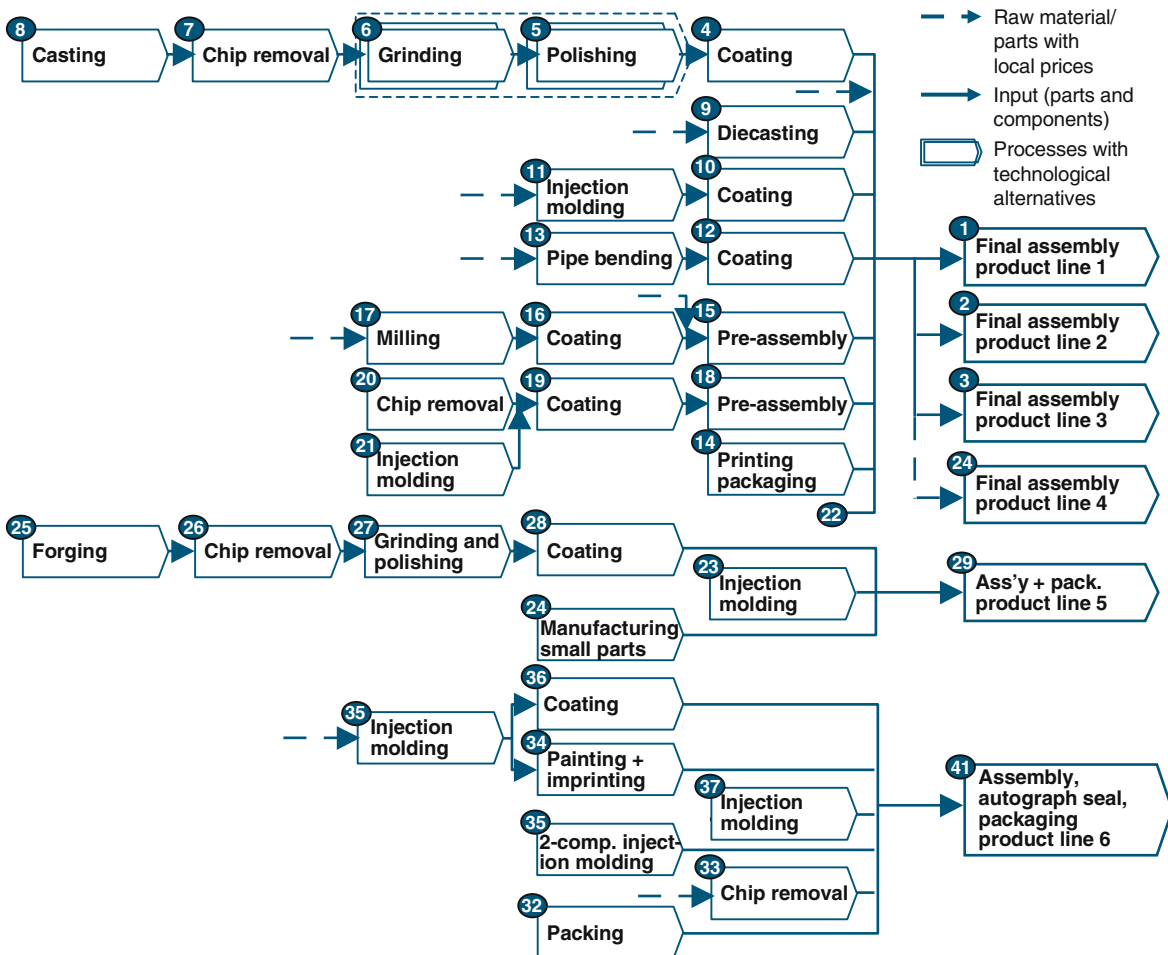 8
Casting
7
Chip removal
6
Grinding
5
Polishing
4
Coating
Raw material/
parts with
local prices
Input (parts and
components)
Processes with
technological
alternatives
9
Diecasting
11
Injection
molding
10
Coating
13
Pipe bending
12
Coating
1
Final assembly
product line 1
17
Milling
16
Coating
15
Pre-assembly
2
Final assembly
product line 2
20
Chip removal
19
Coating
18
Pre-assembly
3
Final assembly
product line 3
21
Injection
molding
14
Printing
packaging
24
Final assembly
product line 4
22
25
Forging
26
Chip removal
27
Grinding and
polishing
28
Coating
23
Injection
molding
29
Ass'y + pack.
product line 5
24
Manufacturing
small parts
36
Coating
35
Injection
molding
34
Painting +
imprinting
37
Injection
molding
41
Assembly,
autograph seal,
packaging
product line 6
35
2-comp. inject-
ion molding
33
Chip removal
32
Packing